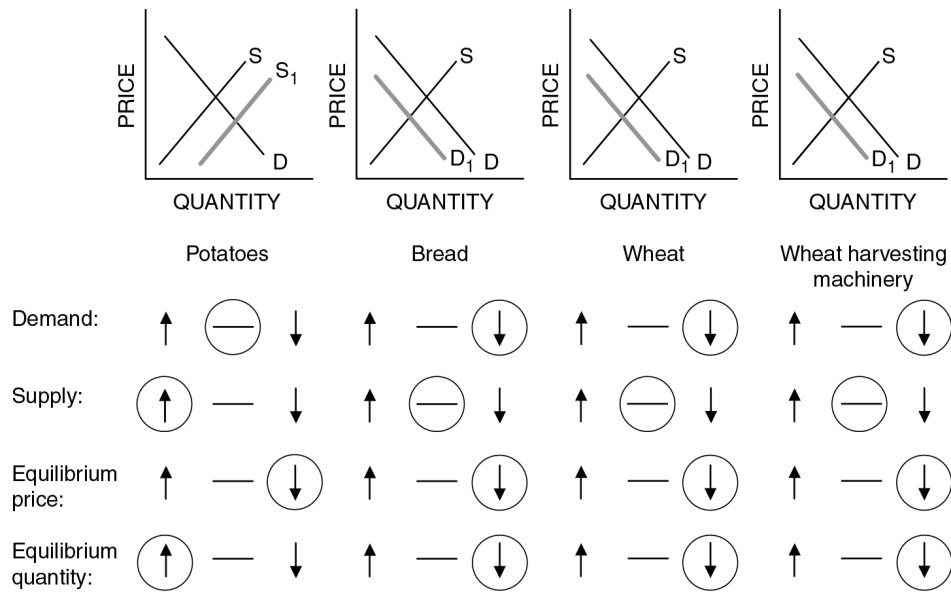 PRICE
S
S1
D
QUANTITY
PRICE
S
D1 D
QUANTITY
PRICE
S
D1 D
QUANTITY
PRICE
S
D1 D
QUANTITY
Potatoes
Bread
Wheat
Wheat harvesting
machinery
Demand:
Supply:
Equilibrium
price:
Equilibrium
quantity: